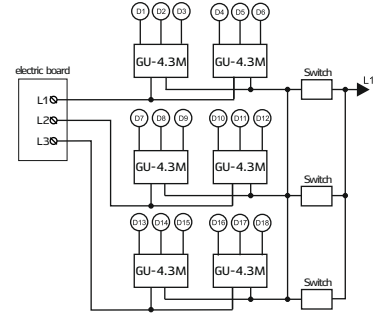 D1 D2 D3 D4 D5 D6
GU-4.3M GU-4.3M
electric board
Switch
L1
L1
L2
L3
D7 D8 D9 D10 D11 D12
GU-4.3M GU-4.3M
Switch
D13 D14 D15 D16 D17 D18
GU-4.3M GU-4.3M
Switch